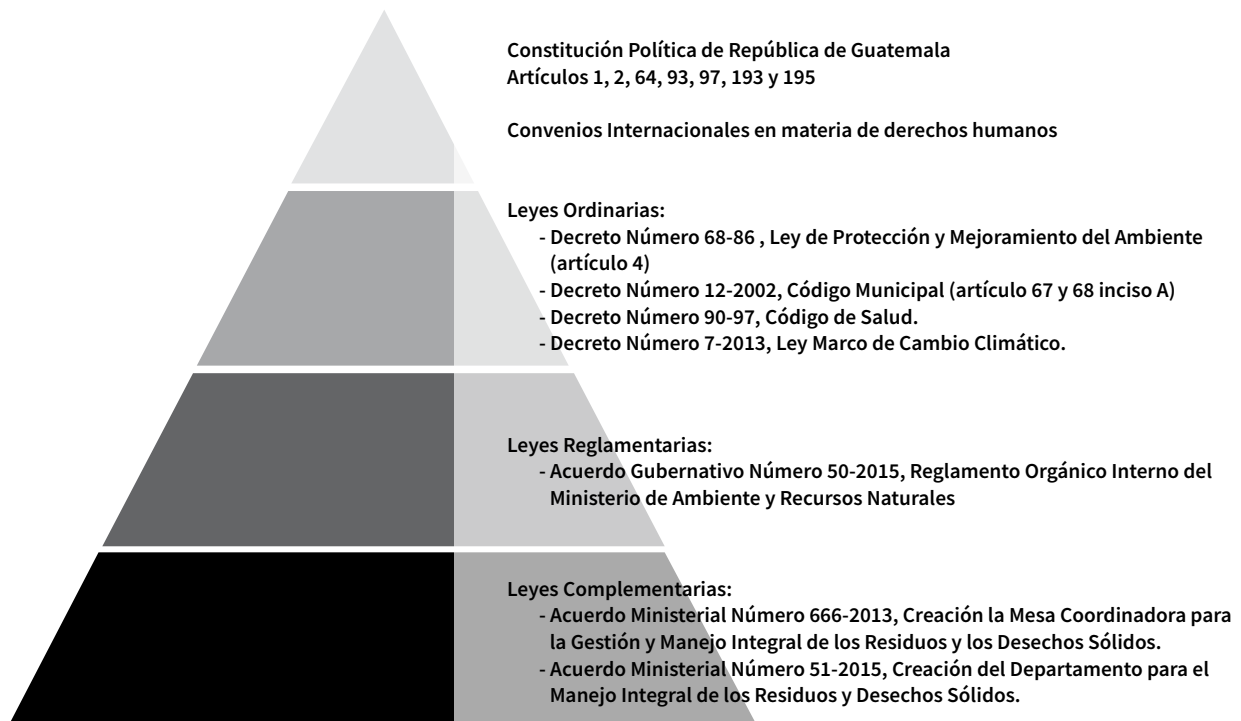 Constitución Política de República de Guatemala
Artículos 1, 2, 64, 93, 97, 193 y 195
Convenios Internacionales en materia de derechos humanos
Leyes Ordinarias:
- Decreto Número 68-86 , Ley de Protección y Mejoramiento del Ambiente
(artículo 4)
- Decreto Número 12-2002, Código Municipal (artículo 67 y 68 inciso A)
- Decreto Número 90-97, Código de Salud.
- Decreto Número 7-2013, Ley Marco de Cambio Climático.
Leyes Reglamentarias:
- Acuerdo Gubernativo Número 50-2015, Reglamento Orgánico Interno del
Ministerio de Ambiente y Recursos Naturales
Leyes Complementarias:
- Acuerdo Ministerial Número 666-2013, Creación la Mesa Coordinadora para
la Gestión y Manejo Integral de los Residuos y los Desechos Sólidos.
- Acuerdo Ministerial Número 51-2015, Creación del Departamento para el
Manejo Integral de los Residuos y Desechos Sólidos.